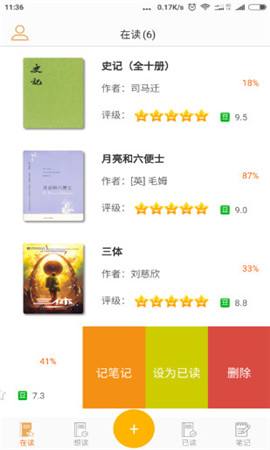 11:36
... 0.17K/s
在读(6)
史记
史记（全十册）
作者：司马迁
18%
评级：
豆 9.5
月亮和六便士
月亮和六便士
作者：[英] 毛姆
87%
评级：
豆 9.0
三体
三体
作者：刘慈欣
33%
评级：
豆 8.8
41%
豆 7.3
记笔记
设为已读
删除
在读
想读
+
已读
笔记